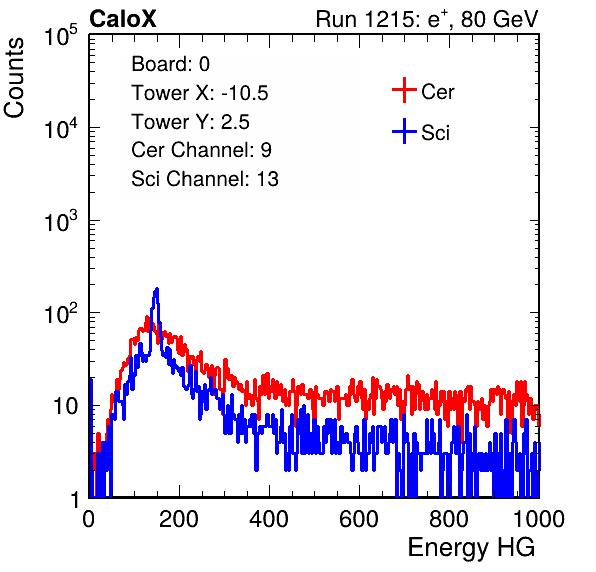 CaloX Run 1215: e+, 80 GeV
Board: 0
Tower X: -10.5
Tower Y: 2.5
Cer Channel: 9
Sci Channel: 13
Cer
Sci
Counts
10^5
10^4
10^3
10^2
10
1
0 200 400 600 800 1000
Energy HG